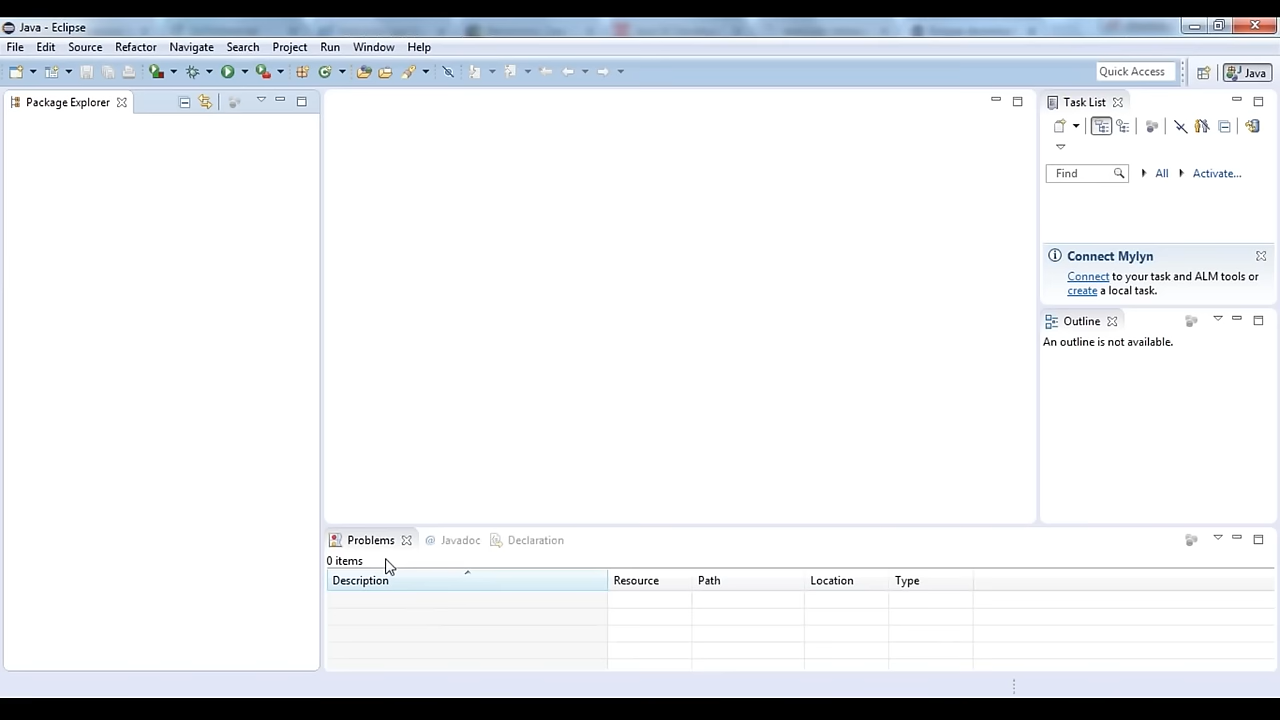 Java - Eclipse
File Edit Source Refactor Navigate Search Project Run Window Help
Quick Access
Java
Package Explorer
Task List
Find
All
Activate...
Connect Mylyn
Connect to your task and ALM tools or
create a local task.
Outline
An outline is not available.
Problems @ Javadoc Declaration
0 items
Description Resource Path Location Type